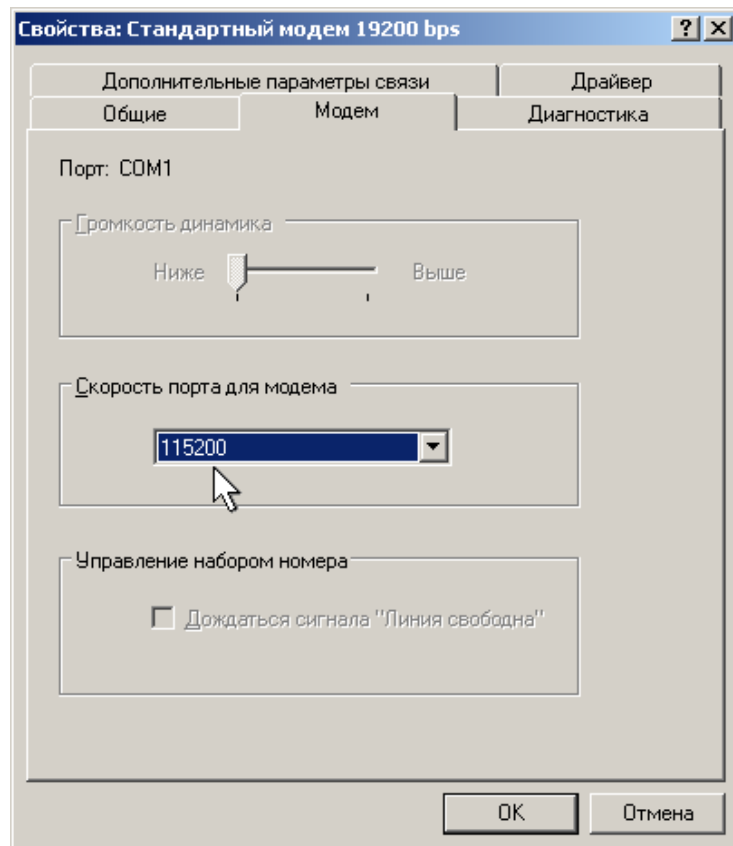 Свойства: Стандартный модем 19200 bps
Дополнительные параметры связи Драйвер
Общие Модем Диагностика
Порт: COM1
Громкость динамика
Ниже Выше
Скорость порта для модема
115200
Управление набором номера
Дождаться сигнала "Линия свободна"
OK Отмена